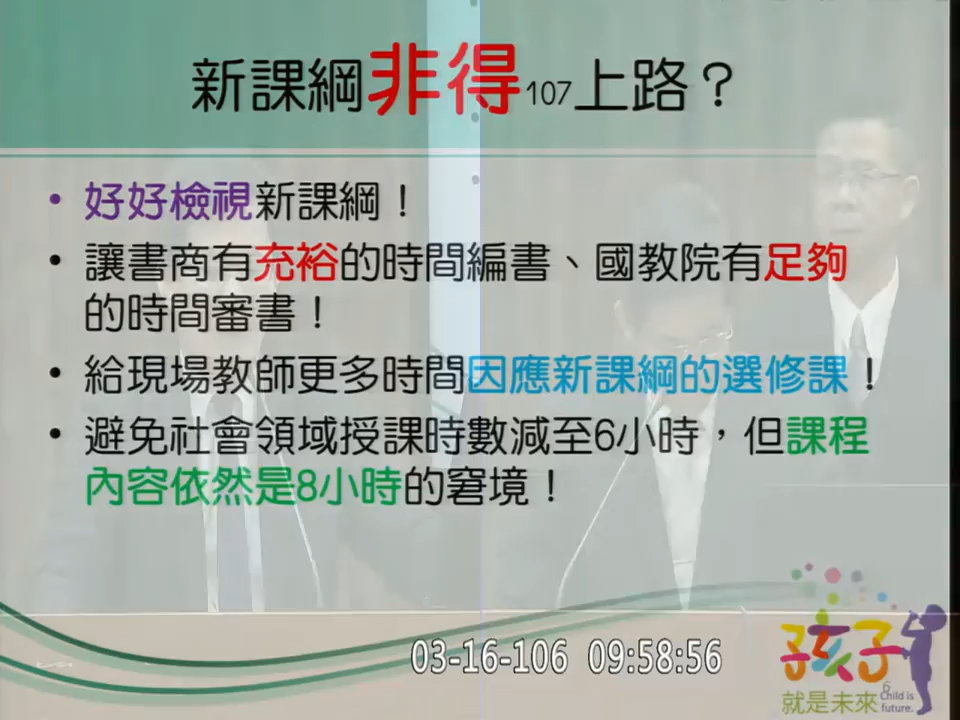 新課綱非得107上路？
• 好好檢視新課綱！
• 讓書商有充裕的時間編書、國教院有足夠
的時間審書！
• 給現場教師更多時間因應新課綱的選修課！
• 避免社會領域授課時數減至6小時，但課程
內容依然是8小時的窘境！
03-16-106 09:58:56
孩子
就是未來 Child is
future.
6